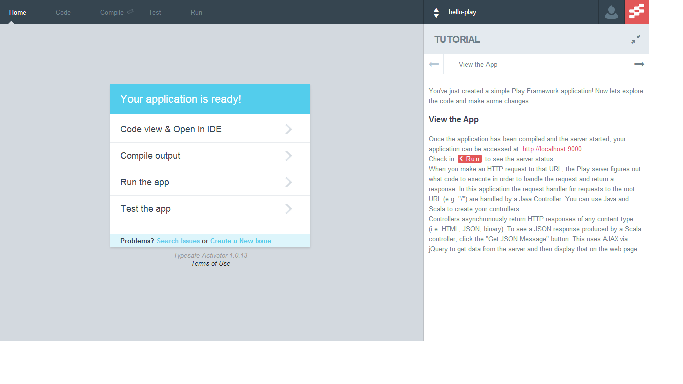 Home Code Compile Test Run hello-play
TUTORIAL
View the App
Your application is ready!
Code view & Open in IDE
Compile output
Run the app
Test the app
Problems? Search Issue or Create a New Issue
Typesafe Activator 1.0.13
Terms of Use
You've just created a simple Play Framework application! Now lets explore
the code and make some changes.
View the App
Once the application has been compiled and the server started, your
application can be accessed at: http://localhost:9000
Check in Run to see the server status.
When you make an HTTP request to that URL, the Play server figures out
what code to execute in order to handle the request and return a
response. In this application the request handler for requests to the root
URL (e.g. "/") are handled by a Java Controller. You can use Java and
Scala to create your controllers.
Controllers asynchronously return HTTP responses of any content type
(i.e. HTML, JSON, binary). To see a JSON response produced by a Scala
controller, click the "Get JSON Message" button. This uses AJAX via
jQuery to get data from the server and then display that on the web page.